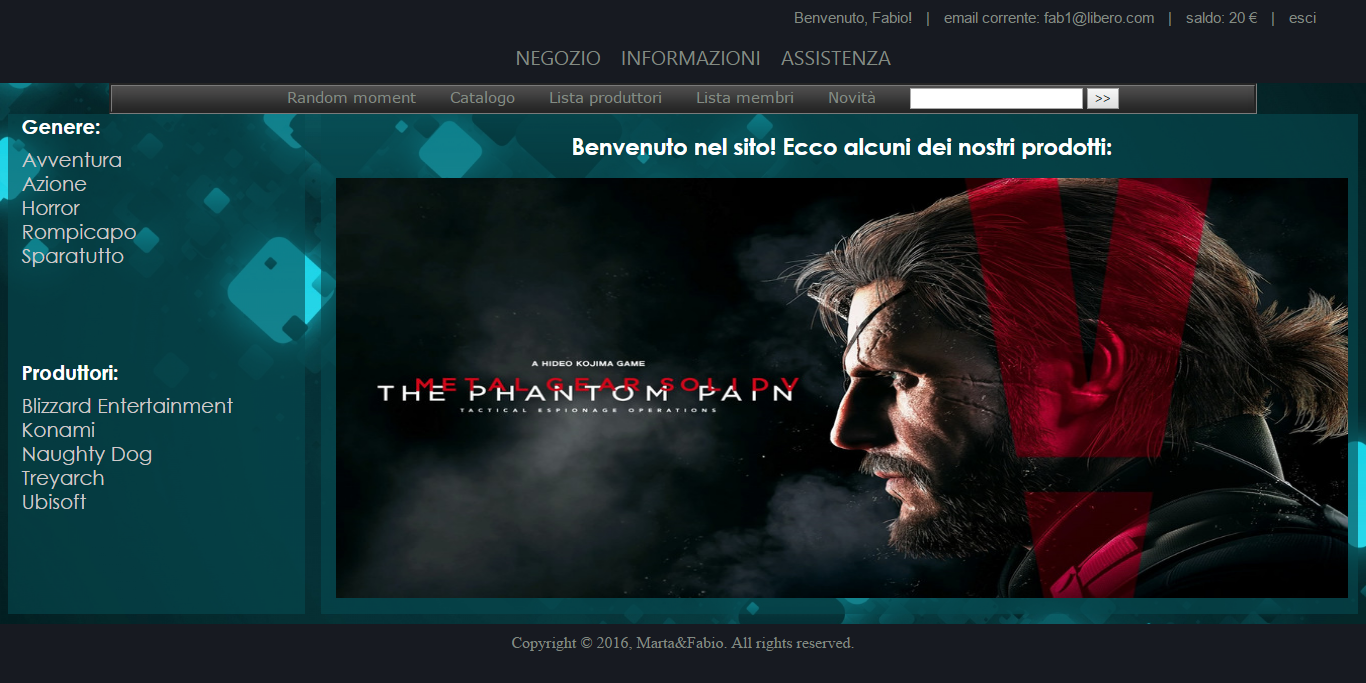 Benvenuto, Fabio! | email corrente: fab1@libero.com | saldo: 20 € | esci
NEGOZIO INFORMAZIONI ASSISTENZA
Random moment Catalogo Lista produttori Lista membri Novità >>
Genere:
Avventura
Azione
Horror
Rompicapo
Sparatutto
Produttori:
Blizzard Entertainment
Konami
Naughty Dog
Treyarch
Ubisoft
Benvenuto nel sito! Ecco alcuni dei nostri prodotti:
A HIDEO KOJIMA GAME
METAL GEAR SOLID V
THE PHANTOM PAIN
TACTICAL ESPIONAGE OPERATIONS
Copyright © 2016, Marta&Fabio. All rights reserved.